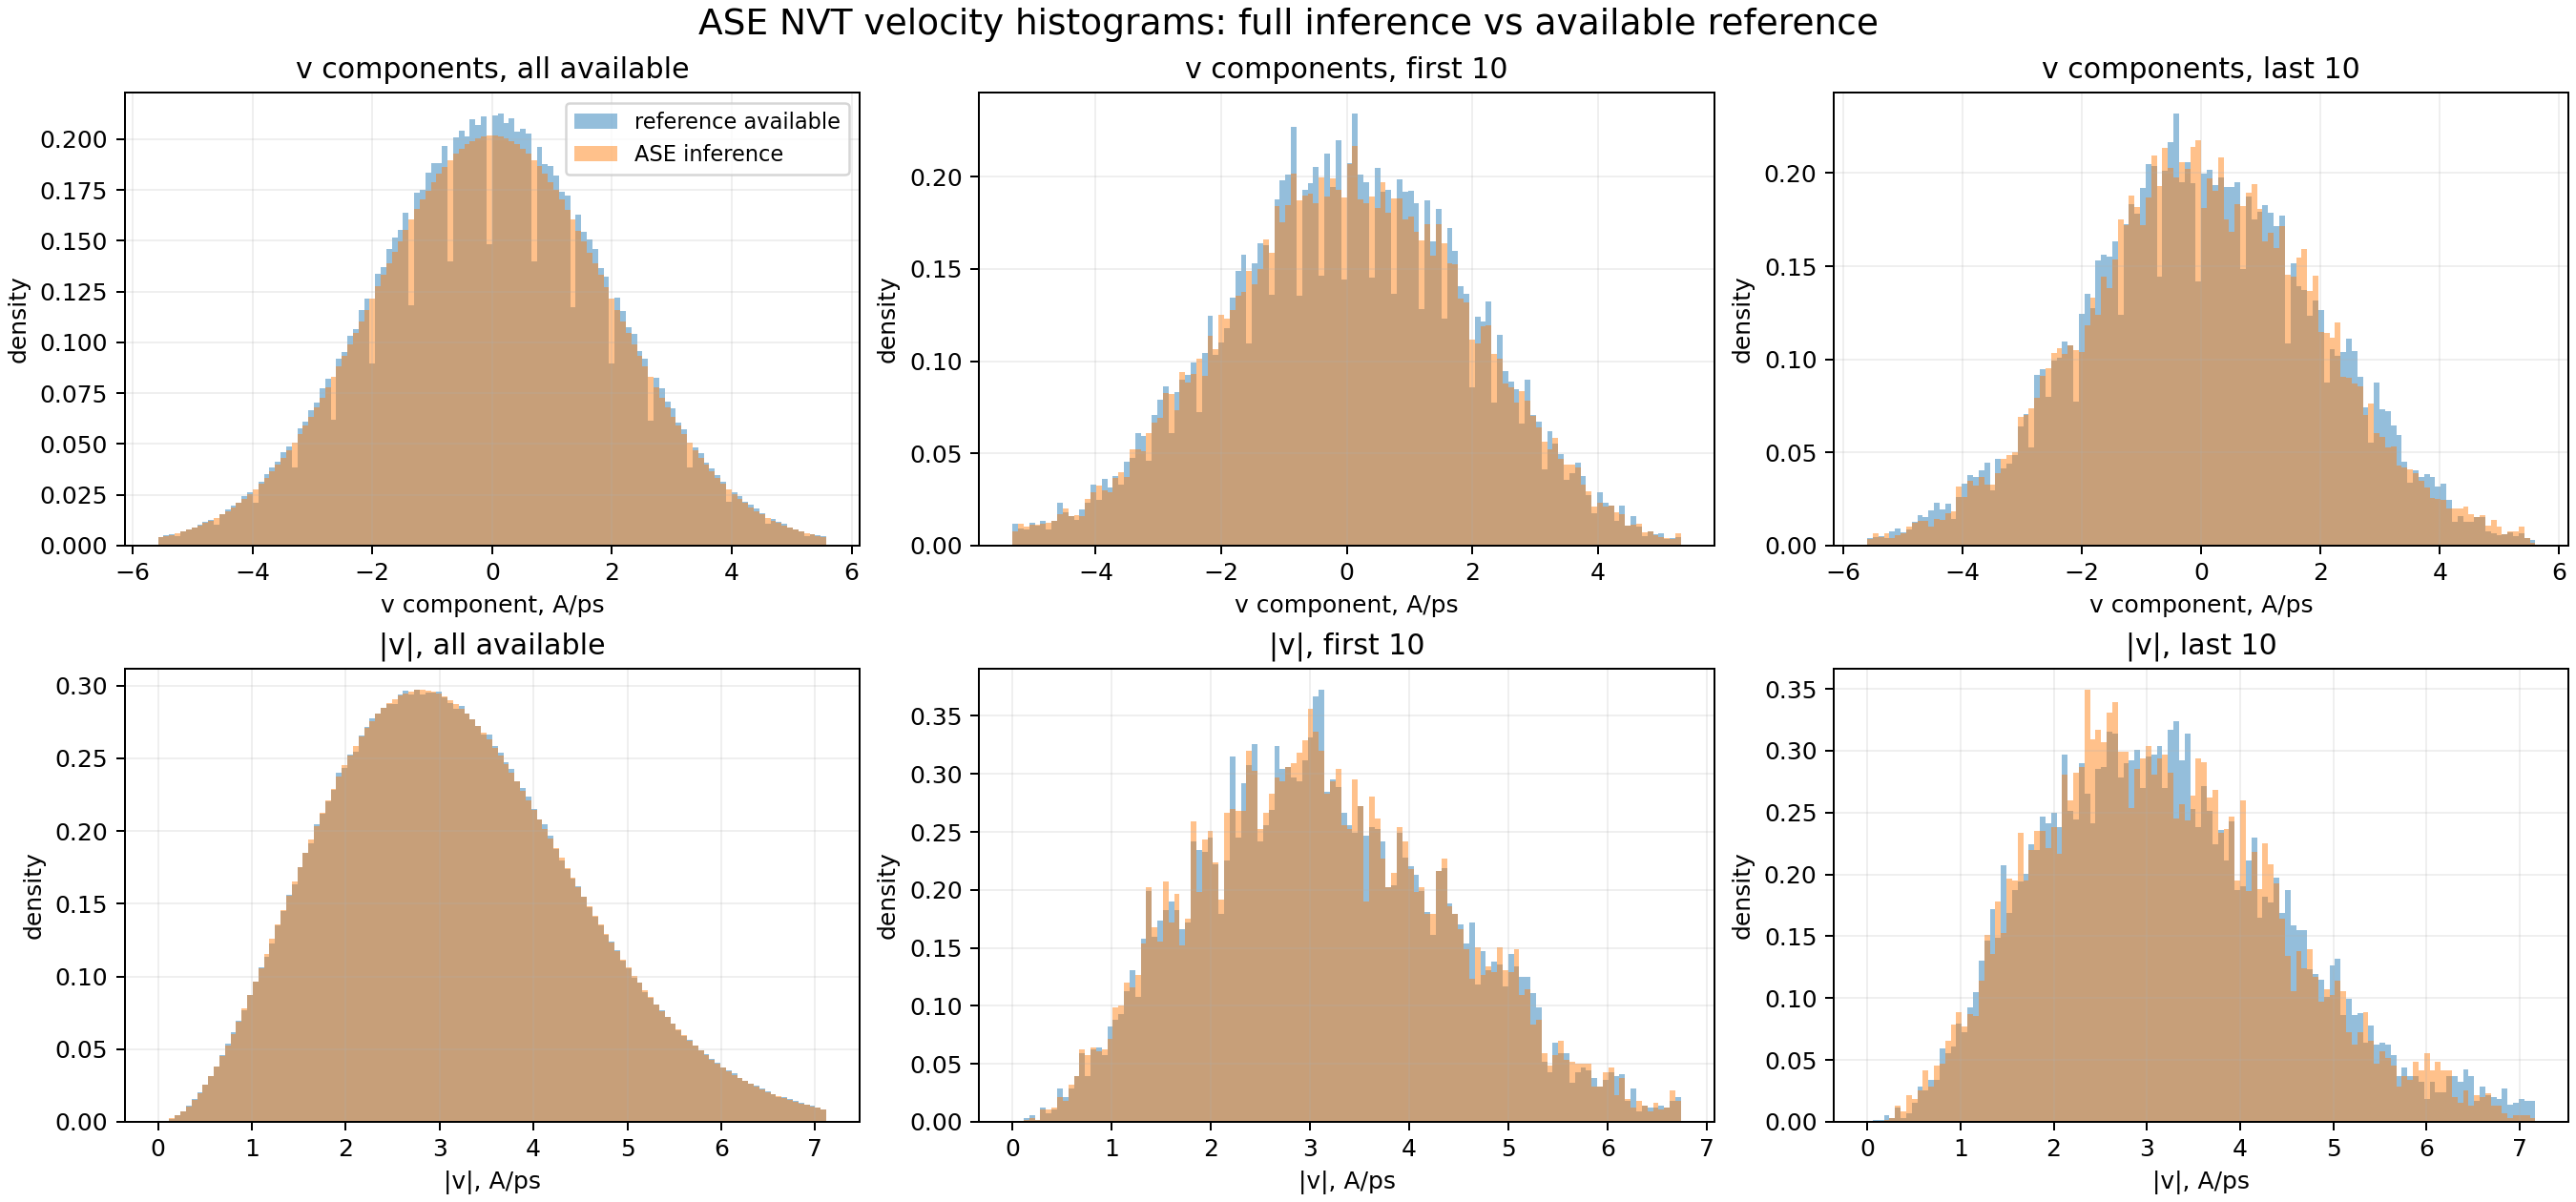 ASE NVT velocity histograms: full inference vs available reference
v components, all available
0.200
0.175
0.150
0.125
0.100
0.075
0.050
0.025
0.000
density
reference available
ASE inference
−6 −4 −2 0 2 4 6
v component, A/ps
v components, first 10
0.20
0.15
0.10
0.05
0.00
density
−4 −2 0 2 4
v component, A/ps
v components, last 10
0.20
0.15
0.10
0.05
0.00
density
−6 −4 −2 0 2 4 6
v component, A/ps
|v|, all available
0.30
0.25
0.20
0.15
0.10
0.05
0.00
density
0 1 2 3 4 5 6 7
|v|, A/ps
|v|, first 10
0.35
0.30
0.25
0.20
0.15
0.10
0.05
0.00
density
0 1 2 3 4 5 6 7
|v|, A/ps
|v|, last 10
0.35
0.30
0.25
0.20
0.15
0.10
0.05
0.00
density
0 1 2 3 4 5 6 7
|v|, A/ps